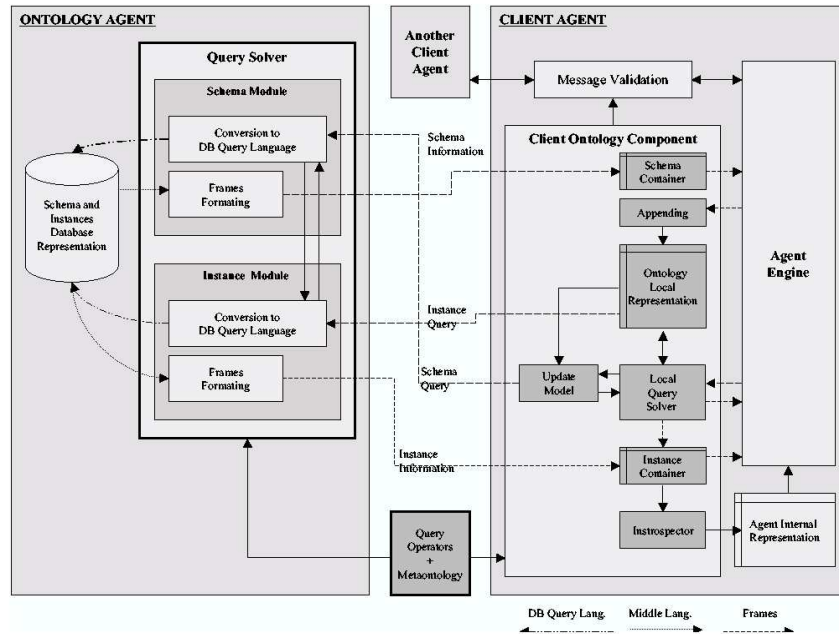 ONTOLOGY AGENT
Query Solver
Schema Module
Conversion to
DB Query Language
Frames
Formating
Schema and
Instances
Database
Representation
Instance Module
Conversion to
DB Query Language
Frames
Formating
Another
Client
Agent
Schema
Information
Instance
Query
Schema
Query
Instance
Information
Query
Operators
+
Metaontology
CLIENT AGENT
Message Validation
Client Ontology Component
Schema
Container
Appending
Ontology
Local
Representation
Update
Model
Local
Query
Solver
Instance
Container
Instrospector
Agent
Engine
Agent Internal
Representation
DB Query Lang.
Middle Lang.
Frames